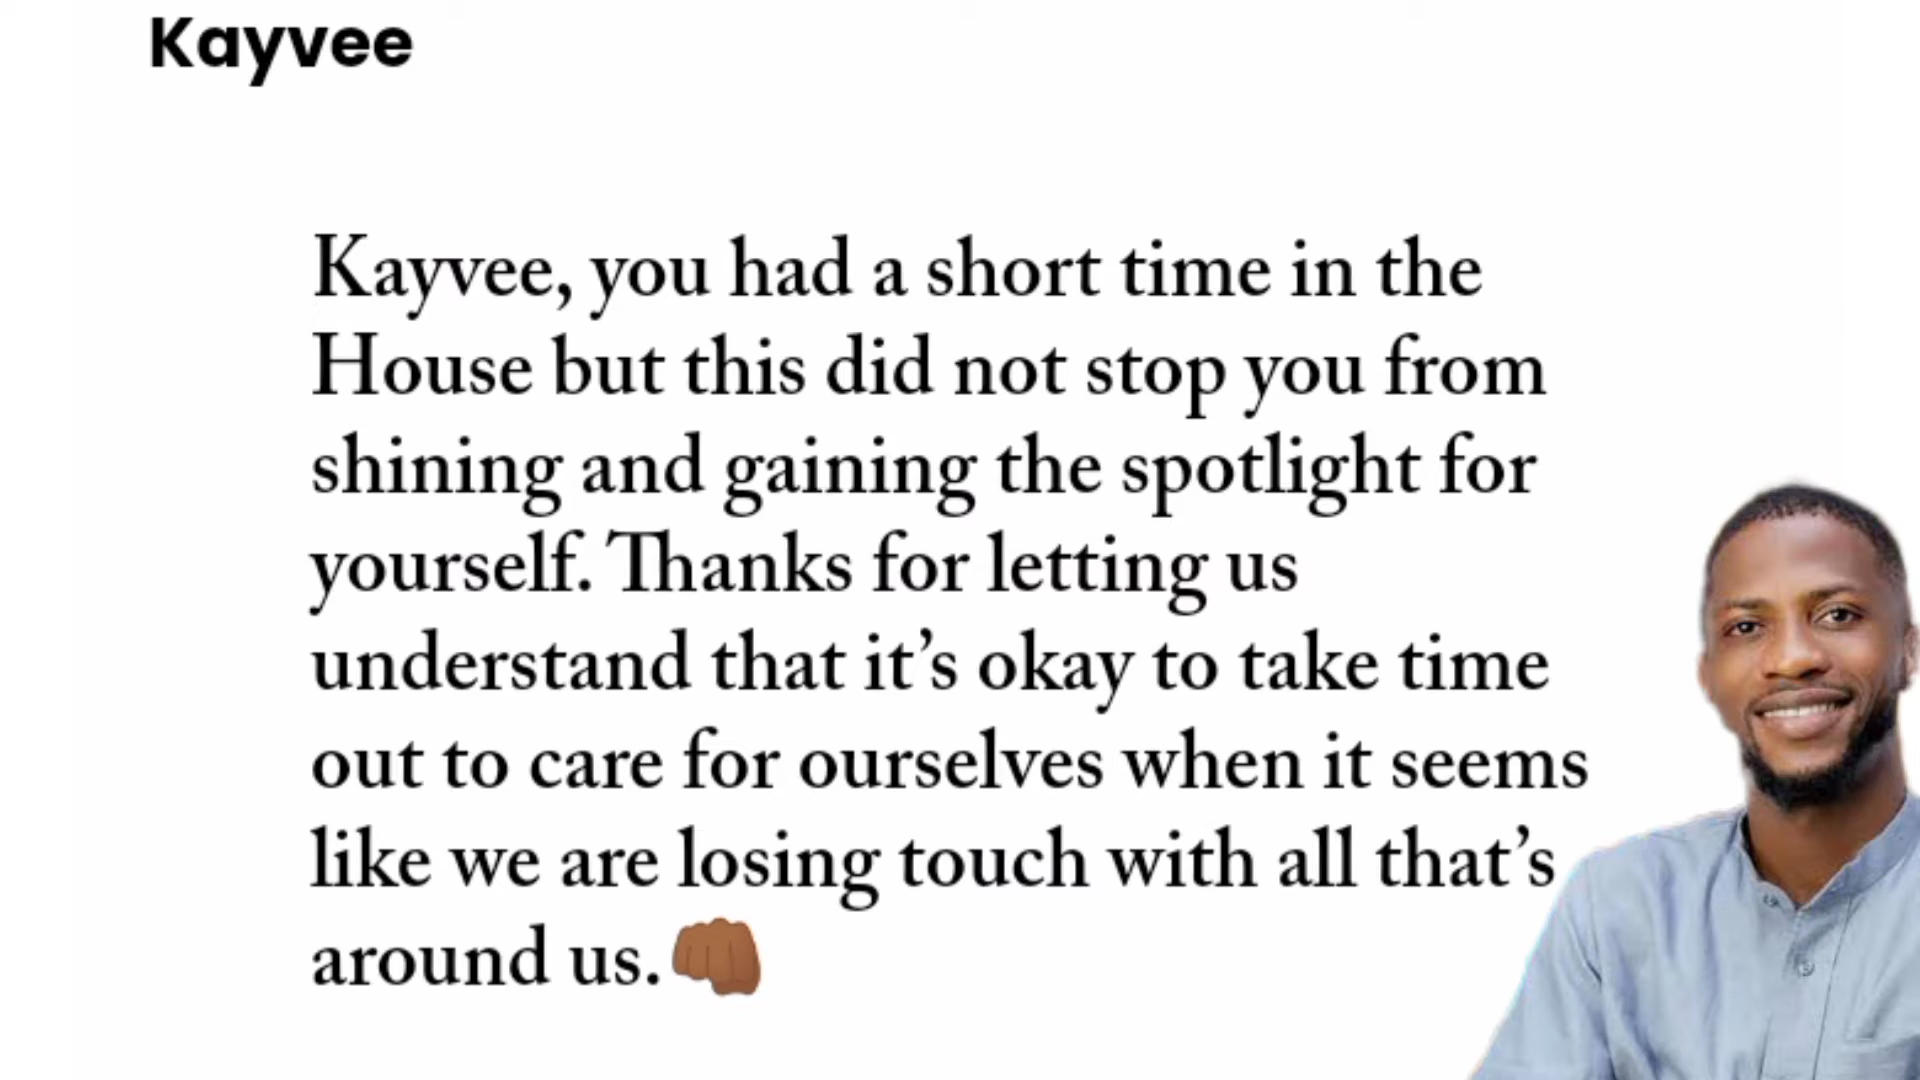 Kayvee
Kayvee, you had a short time in the
House but this did not stop you from
shining and gaining the spotlight for
yourself. Thanks for letting us
understand that it’s okay to take time
out to care for ourselves when it seems
like we are losing touch with all that’s
around us.👊🏾